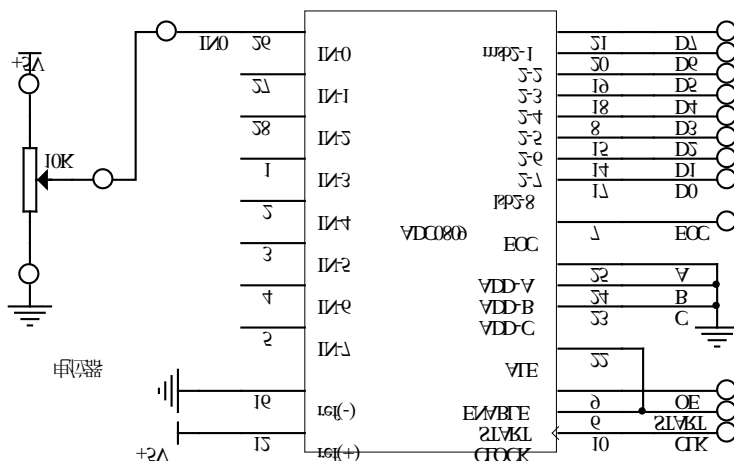 IN0 26 IN-0
+5V
27 IN-1
28 IN-2
10K
1 IN-3
2 IN-4
3 IN-5
4 IN-6
5 IN-7
电位器
16 ref(-)
+5V 12 ref(+)
ADC0809
msb2-1 21 D7
2-2 20 D6
2-3 19 D5
2-4 18 D4
2-5 8 D3
2-6 15 D2
2-7 14 D1
lsb2-8 17 D0
EOC 7 EOC
ADD-A 25 A
ADD-B 24 B
ADD-C 23 C
ALE 22
ENABLE 9 OE
START 6 START
CLOCK 10 CLK